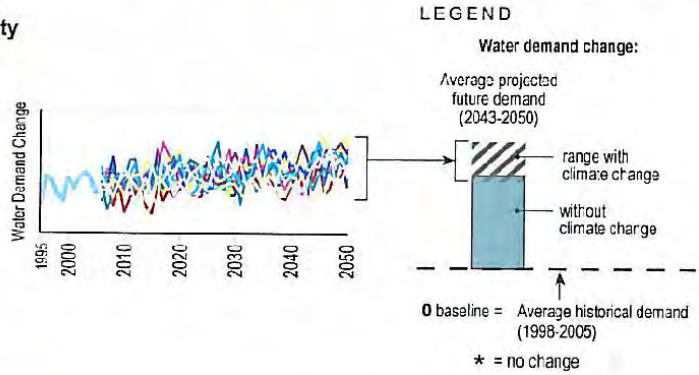 ty
LEGEND
Water demand change:
Average projected
future demand
(2043-2050)
Water Demand Change
1995
2000
2010
2020
2030
2040
2050
range with
climate change
without
climate change
0 baseline = Average historical demand
(1998-2005)
* = no change